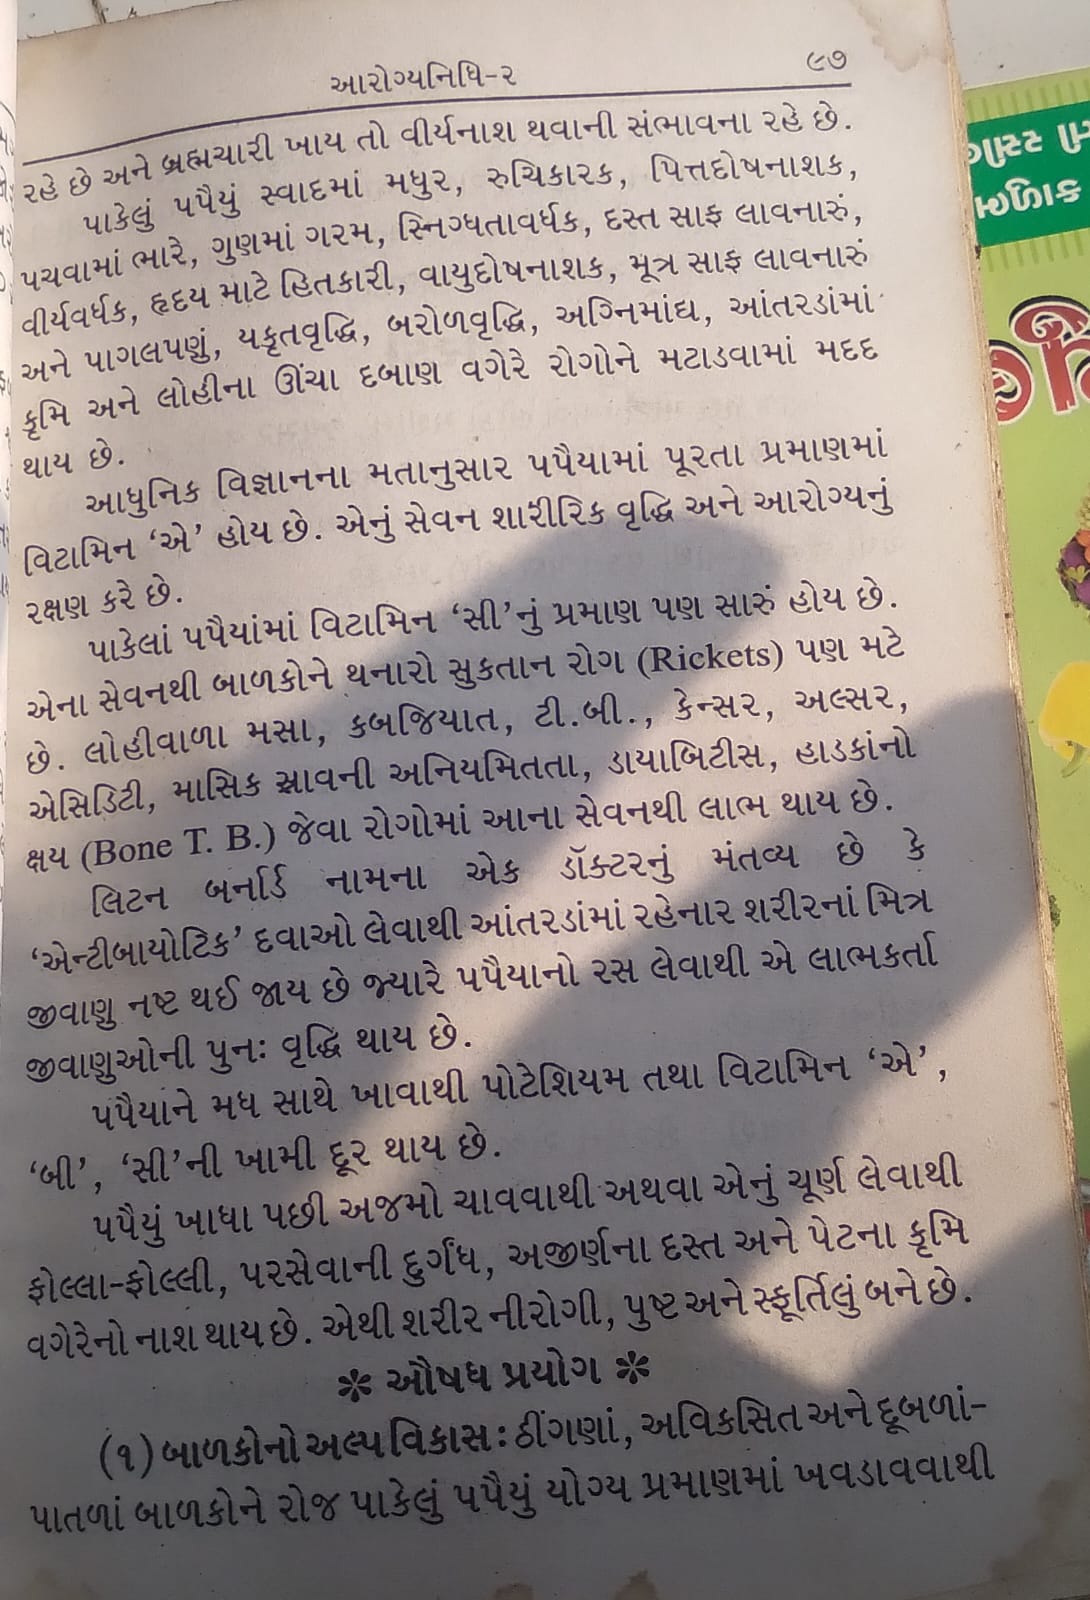 આરોગ્યનિધિ-૨
૯૭
રહે છે અને બ્રહ્મચારી ખાય તો વીર્યનાશ થવાની સંભાવના રહે છે.
પાકેલું પપૈયું સ્વાદમાં મધુર, રુચિકારક, પિત્તદોષનાશક,
પચવામાં ભારે, ગુણમાં ગરમ, સ્નિગ્ધતાવર્ધક, દસ્ત સાફ લાવનારું,
વીર્યવર્ધક, હૃદય માટે હિતકારી, વાયુદોષનાશક, મૂત્ર સાફ લાવનારું
અને પાગલપણું, યકૃતવૃદ્ધિ, બરોળવૃદ્ધિ, અગ્નિમાંદ્ય, આંતરડાંમાં
કૃમિ અને લોહીના ઊંચા દબાણ વગેરે રોગોને મટાડવામાં મદદ
થાય છે.
આધુનિક વિજ્ઞાનના મતાનુસાર પપૈયામાં પૂરતા પ્રમાણમાં
વિટામિન ‘એ’ હોય છે. એનું સેવન શારીરિક વૃદ્ધિ અને આરોગ્યનું
રક્ષણ કરે છે.
પાકેલાં પપૈયાંમાં વિટામિન ‘સી’નું પ્રમાણ પણ સારું હોય છે.
એના સેવનથી બાળકોને થનારો સુકતાન રોગ (Rickets) પણ મટે
છે. લોહીવાળા મસા, કબજિયાત, ટી.બી., કેન્સર, અલ્સર,
એસિડિટી, માસિક સ્રાવની અનિયમિતતા, ડાયાબિટીસ, હાડકાંનો
ક્ષય (Bone T. B.) જેવા રોગોમાં આના સેવનથી લાભ થાય છે.
લિટન બર્નાર્ડ નામના એક ડૉક્ટરનું મંતવ્ય છે કે
‘એન્ટીબાયોટિક’ દવાઓ લેવાથી આંતરડાંમાં રહેનાર શરીરનાં મિત્ર
જીવાણુ નષ્ટ થઈ જાય છે જ્યારે પપૈયાનો રસ લેવાથી એ લાભકર્તા
જીવાણુઓની પુનઃ વૃદ્ધિ થાય છે.
પપૈયાંને મધ સાથે ખાવાથી પોટેશિયમ તથા વિટામિન ‘એ’,
‘બી’, ‘સી’ની ખામી દૂર થાય છે.
પપૈયું ખાધા પછી અજમો ચાવવાથી અથવા એનું ચૂર્ણ લેવાથી
ફોલ્લા-ફોલ્લી, પરસેવાની દુર્ગંધ, અજીર્ણના દસ્ત અને પેટના કૃમિ
વગેરેનો નાશ થાય છે. એથી શરીર નીરોગી, પુષ્ટ અને સ્ફૂર્તિલું બને છે.
✽ ઔષધ પ્રયોગ ✽
(૧) બાળકોનો અલ્પ વિકાસ : ઠીંગણાં, અવિકસિત અને દૂબળાં-
પાતળાં બાળકોને રોજ પાકેલું પપૈયું યોગ્ય પ્રમાણમાં ખવડાવવાથી